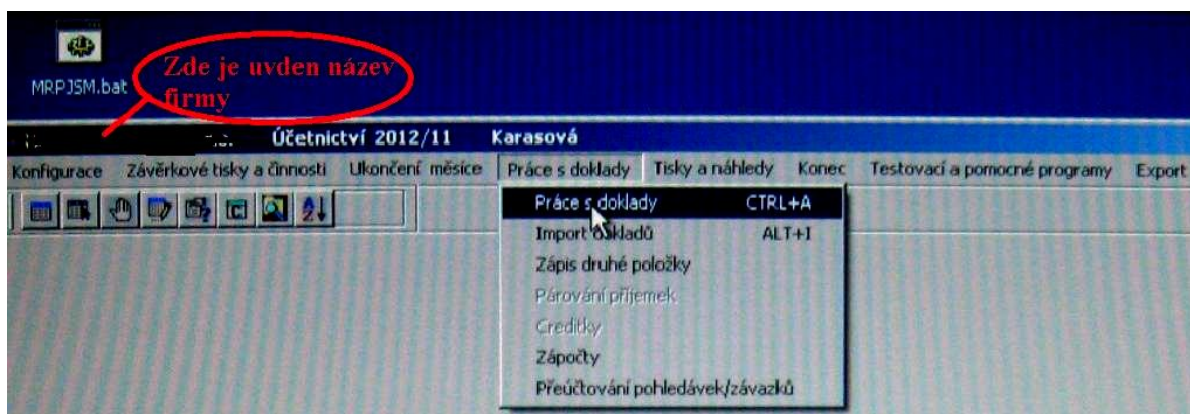 MRPJSM.bat
Zde je uvden název
firmy
Účetnictví 2012/11 Karasová
Konfigurace Závěrkové tisky a činnosti Ukončení měsíce Práce s doklady Tisky a náhledy Konec Testovací a pomocné programy Export
Práce s doklady CTRL+A
Import dokladů ALT+I
Zápis druhé položky
Párování příjemek
Creditky
Zápočty
Přeúčtování pohledávek/závazků